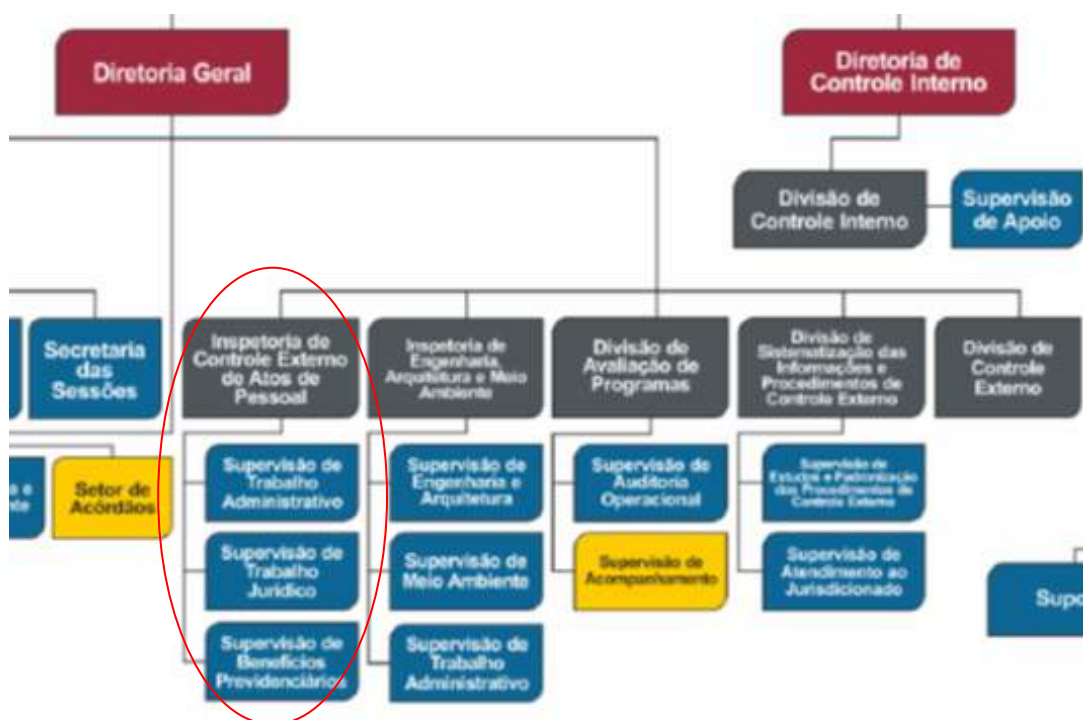 Diretoria Geral
Diretoria de
Controle Interno
Divisão de
Controle Interno
Supervisão
de Apoio
Secretaria
das
Sessões
Inspetoria de
Controle Externo
de Atos de
Pessoal
Inspetoria de
Engenharia,
Arquitetura e Meio
Ambiente
Divisão de
Avaliação de
Programas
Divisão de
Sistematização das
Informações e
Procedimentos de
Controle Externo
Divisão de
Controle
Externo
e e
nte
Setor de
Acórdãos
Supervisão de
Trabalho
Administrativo
Supervisão de
Engenharia e
Arquitetura
Supervisão de
Auditoria
Operacional
Supervisão de
Estudos e Padronização
dos Procedimentos de
Controle Externo
Supervisão de
Trabalho
Jurídico
Supervisão de
Meio Ambiente
Supervisão de
Acompanhamento
Supervisão de
Atendimento ao
Jurisdicionado
Supe
Supervisão de
Benefícios
Previdenciários
Supervisão de
Trabalho
Administrativo